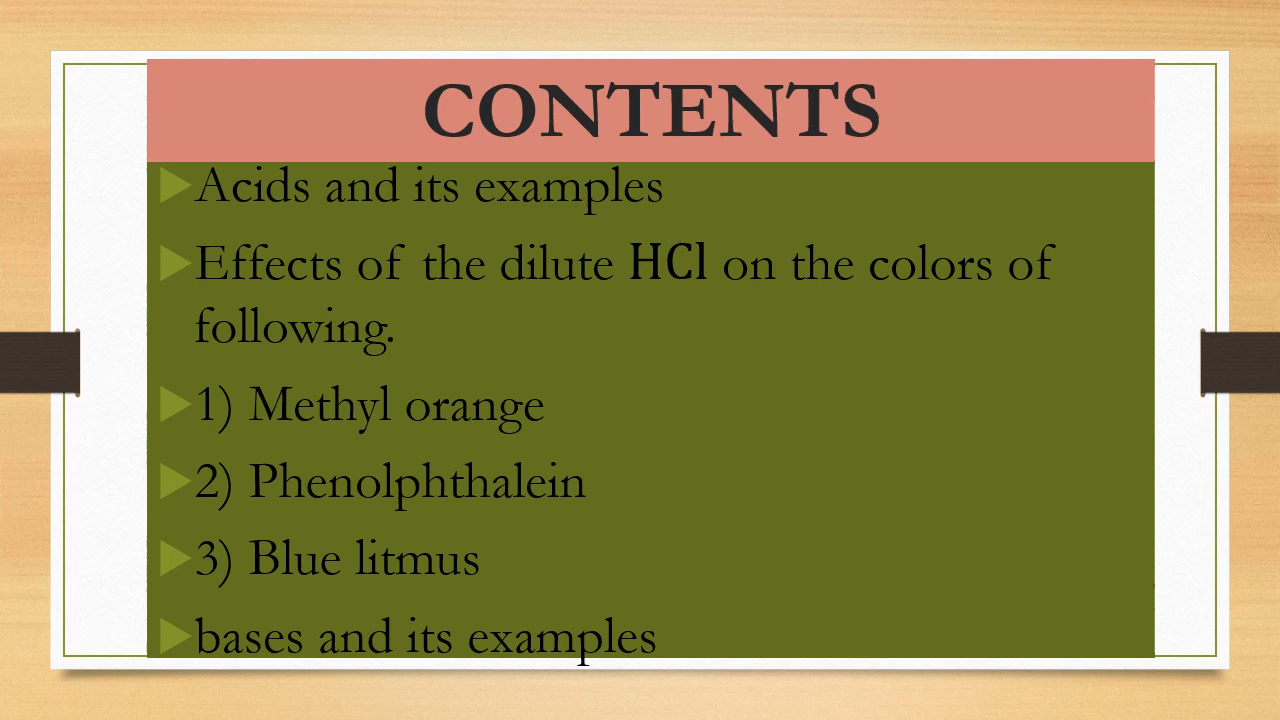 CONTENTS
Acids and its examples
Effects of the dilute HCl on the colors of
following.
1) Methyl orange
2) Phenolphthalein
3) Blue litmus
bases and its examples